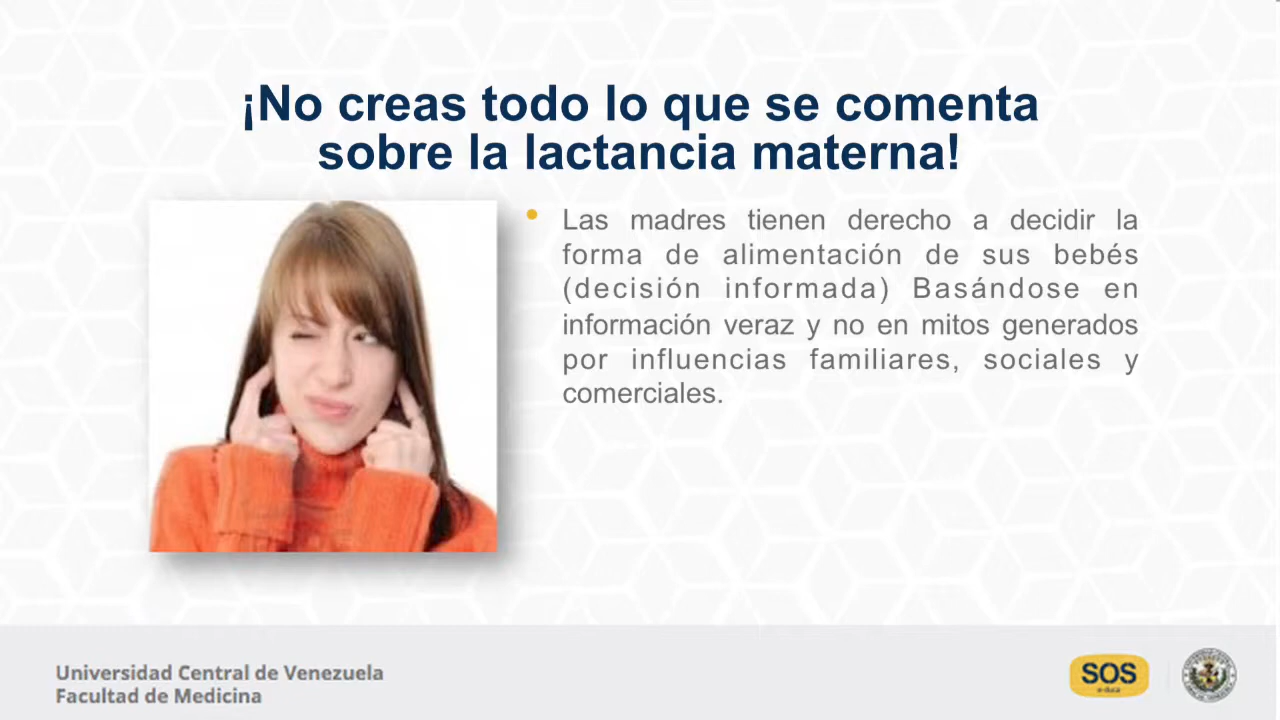 ¡No creas todo lo que se comenta
sobre la lactancia materna!
• Las madres tienen derecho a decidir la
forma de alimentación de sus bebés
(decisión informada) Basándose en
información veraz y no en mitos generados
por influencias familiares, sociales y
comerciales.
Universidad Central de Venezuela
Facultad de Medicina
SOS
e-duca